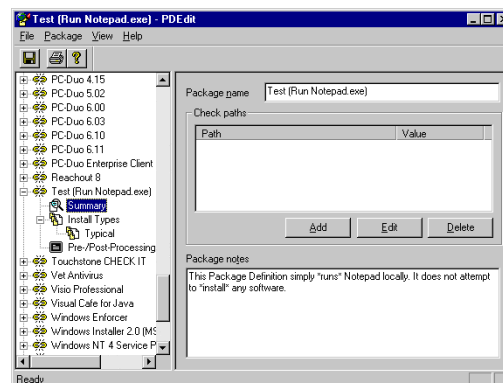 Test (Run Notepad.exe) - PDEdit
File Package View Help
PC-Duo 4.15
PC-Duo 5.02
PC-Duo 6.00
PC-Duo 6.03
PC-Duo 6.10
PC-Duo 6.11
PC-Duo Enterprise Client
Reachout 8
Test (Run Notepad.exe)
Summary
Install Types
Typical
Pre-/Post-Processing
Touchstone CHECK IT
Vet Antivirus
Visio Professional
Visual Cafe for Java
Windows Enforcer
Windows Installer 2.0 (MS
Windows NT 4 Service P
Package name Test (Run Notepad.exe)
Check paths
Path Value
Add Edit Delete
Package notes
This Package Definition simply *runs* Notepad locally. It does not attempt
to *install* any software.
Ready